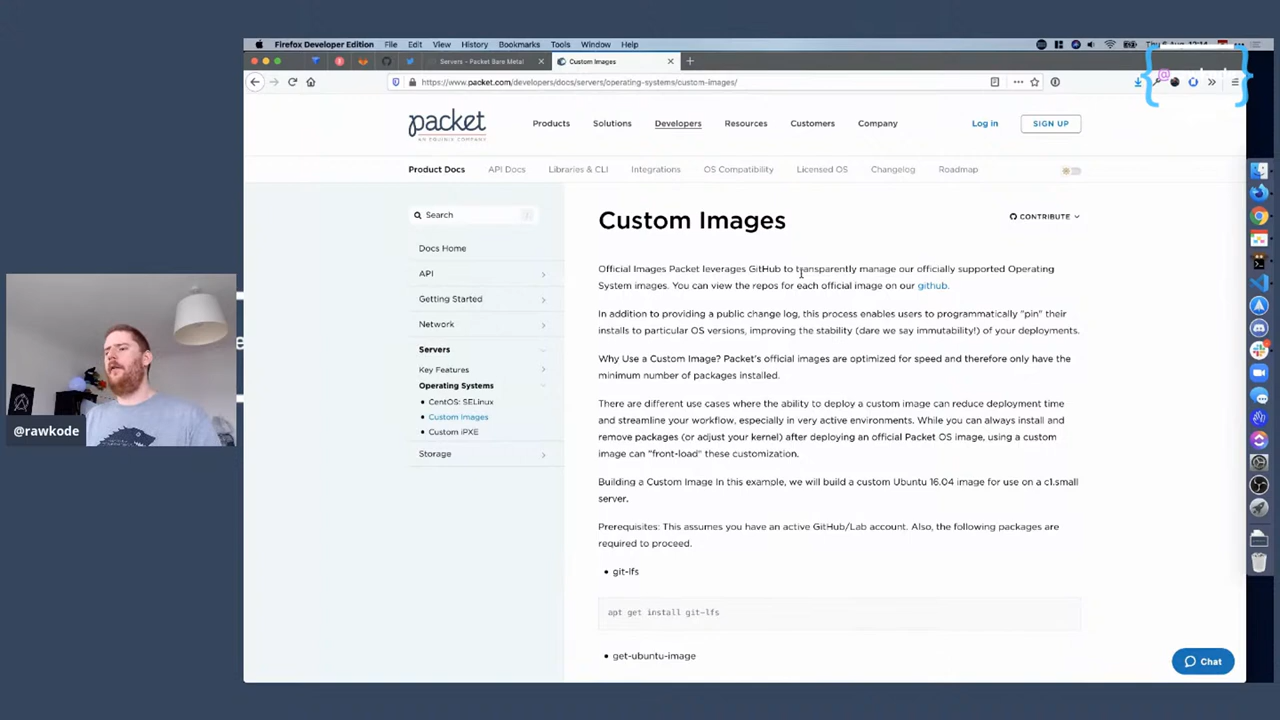 Firefox Developer Edition File Edit View History Bookmarks Tools Window Help
Servers – Packet Bare Metal
Custom Images
https://www.packet.com/developers/docs/servers/operating-systems/custom-images/
packet
AN EQUINIX COMPANY
Products Solutions Developers Resources Customers Company Log in SIGN UP
Product Docs API Docs Libraries & CLI Integrations OS Compatibility Licensed OS Changelog Roadmap
Search
Docs Home
API
Getting Started
Network
Servers
Key Features
Operating Systems
CentOS: SELinux
Custom Images
Custom iPXE
Storage
Custom Images
CONTRIBUTE
Official Images Packet leverages GitHub to transparently manage our officially supported Operating
System images. You can view the repos for each official image on our github.
In addition to providing a public change log, this process enables users to programmatically "pin" their
installs to particular OS versions, improving the stability (dare we say immutability!) of your deployments.
Why Use a Custom Image? Packet's official images are optimized for speed and therefore only have the
minimum number of packages installed.
There are different use cases where the ability to deploy a custom image can reduce deployment time
and streamline your workflow, especially in very active environments. While you can always install and
remove packages (or adjust your kernel) after deploying an official Packet OS image, using a custom
image can "front-load" these customization.
Building a Custom Image In this example, we will build a custom Ubuntu 16.04 image for use on a c1.small
server.
Prerequisites: This assumes you have an active GitHub/Lab account. Also, the following packages are
required to proceed.
git-lfs
apt get install git-lfs
get-ubuntu-image
Chat
@rawkode